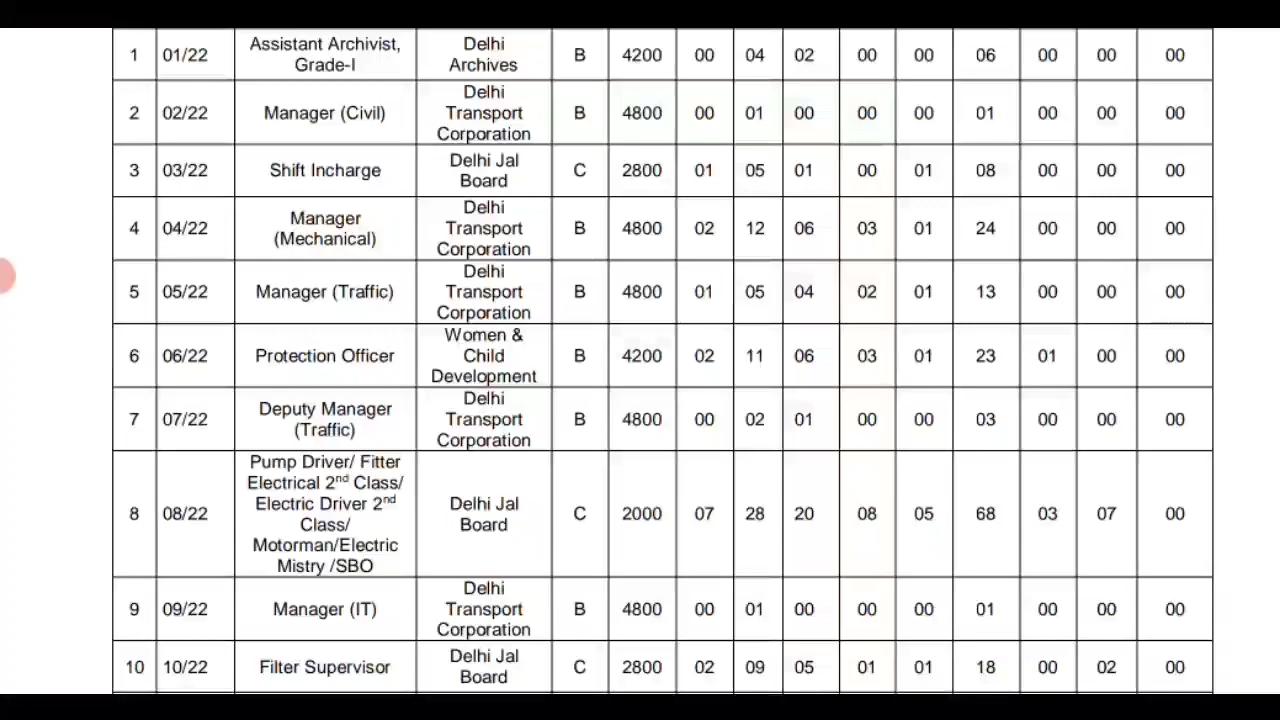 1 01/22 Assistant Archivist, Grade-I Delhi Archives B 4200 00 04 02 00 00 06 00 00 00
2 02/22 Manager (Civil) Delhi Transport Corporation B 4800 00 01 00 00 00 01 00 00 00
3 03/22 Shift Incharge Delhi Jal Board C 2800 01 05 01 00 01 08 00 00 00
4 04/22 Manager (Mechanical) Delhi Transport Corporation B 4800 02 12 06 03 01 24 00 00 00
5 05/22 Manager (Traffic) Delhi Transport Corporation B 4800 01 05 04 02 01 13 00 00 00
6 06/22 Protection Officer Women & Child Development B 4200 02 11 06 03 01 23 01 00 00
7 07/22 Deputy Manager (Traffic) Delhi Transport Corporation B 4800 00 02 01 00 00 03 00 00 00
8 08/22 Pump Driver/ Fitter Electrical 2nd Class/ Electric Driver 2nd Class/ Motorman/Electric Mistry /SBO Delhi Jal Board C 2000 07 28 20 08 05 68 03 07 00
9 09/22 Manager (IT) Delhi Transport Corporation B 4800 00 01 00 00 00 01 00 00 00
10 10/22 Filter Supervisor Delhi Jal Board C 2800 02 09 05 01 01 18 00 02 00